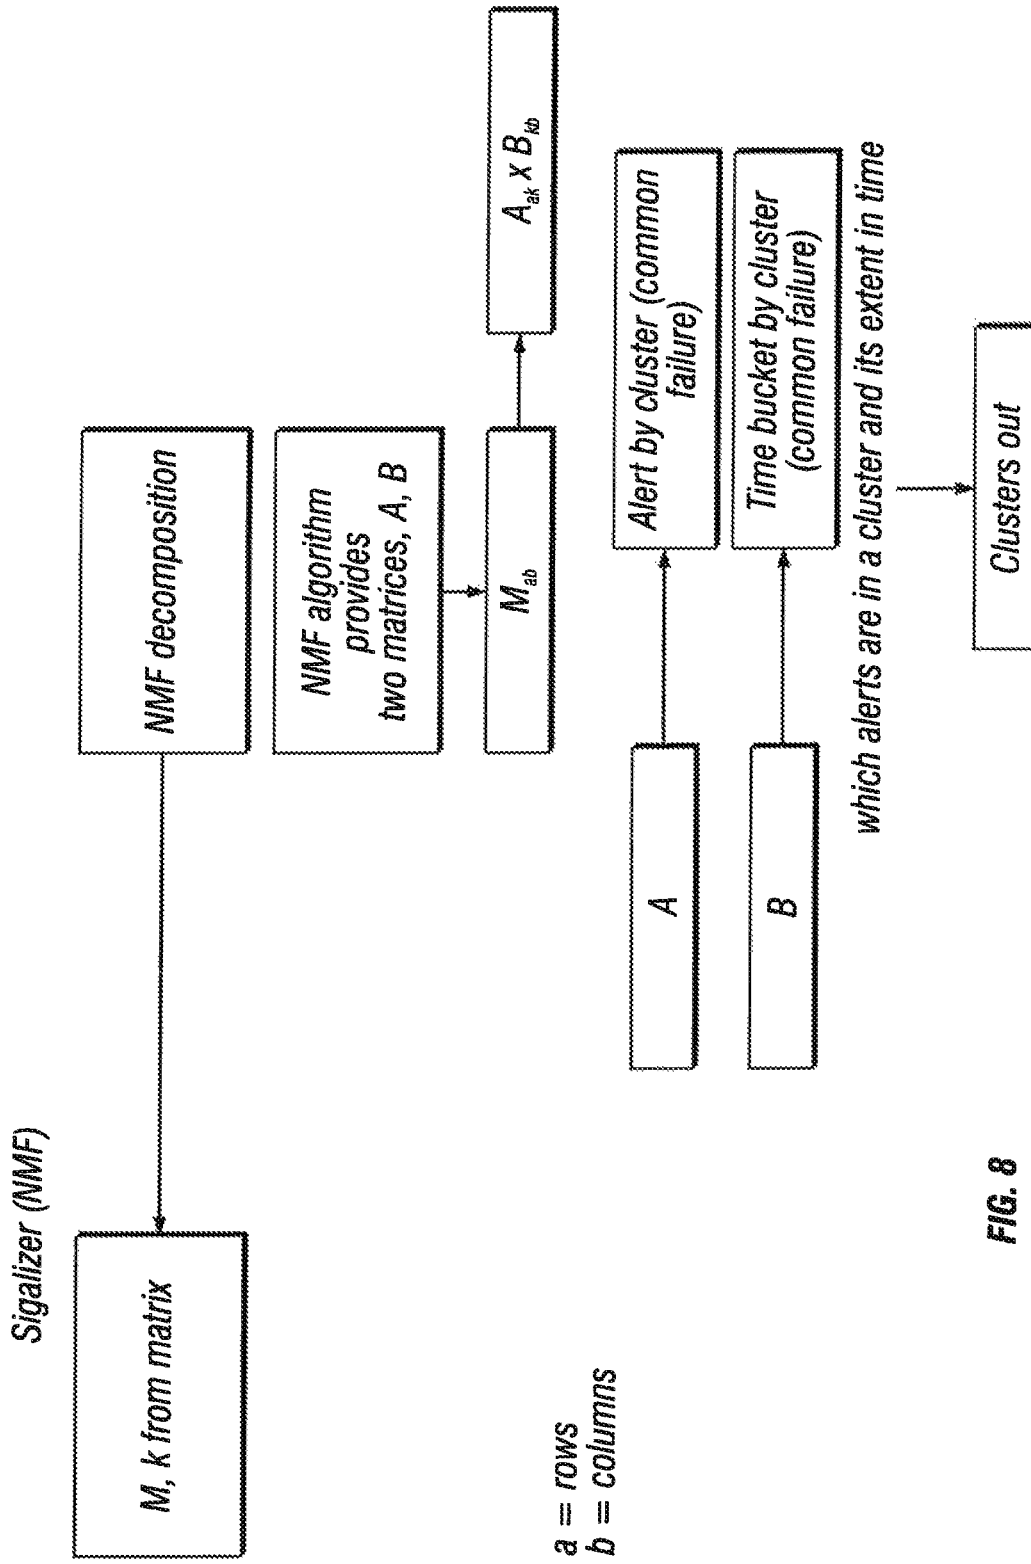 Sigalizer (NMF)
M, k from matrix
NMF decomposition
NMF algorithm
provides
two matrices, A, B
a = rows
b = columns
M_ab
A_ak x B_kb
A
Alert by cluster (common
failure)
B
Time bucket by cluster
(common failure)
which alerts are in a cluster and its extent in time
Clusters out
FIG. 8